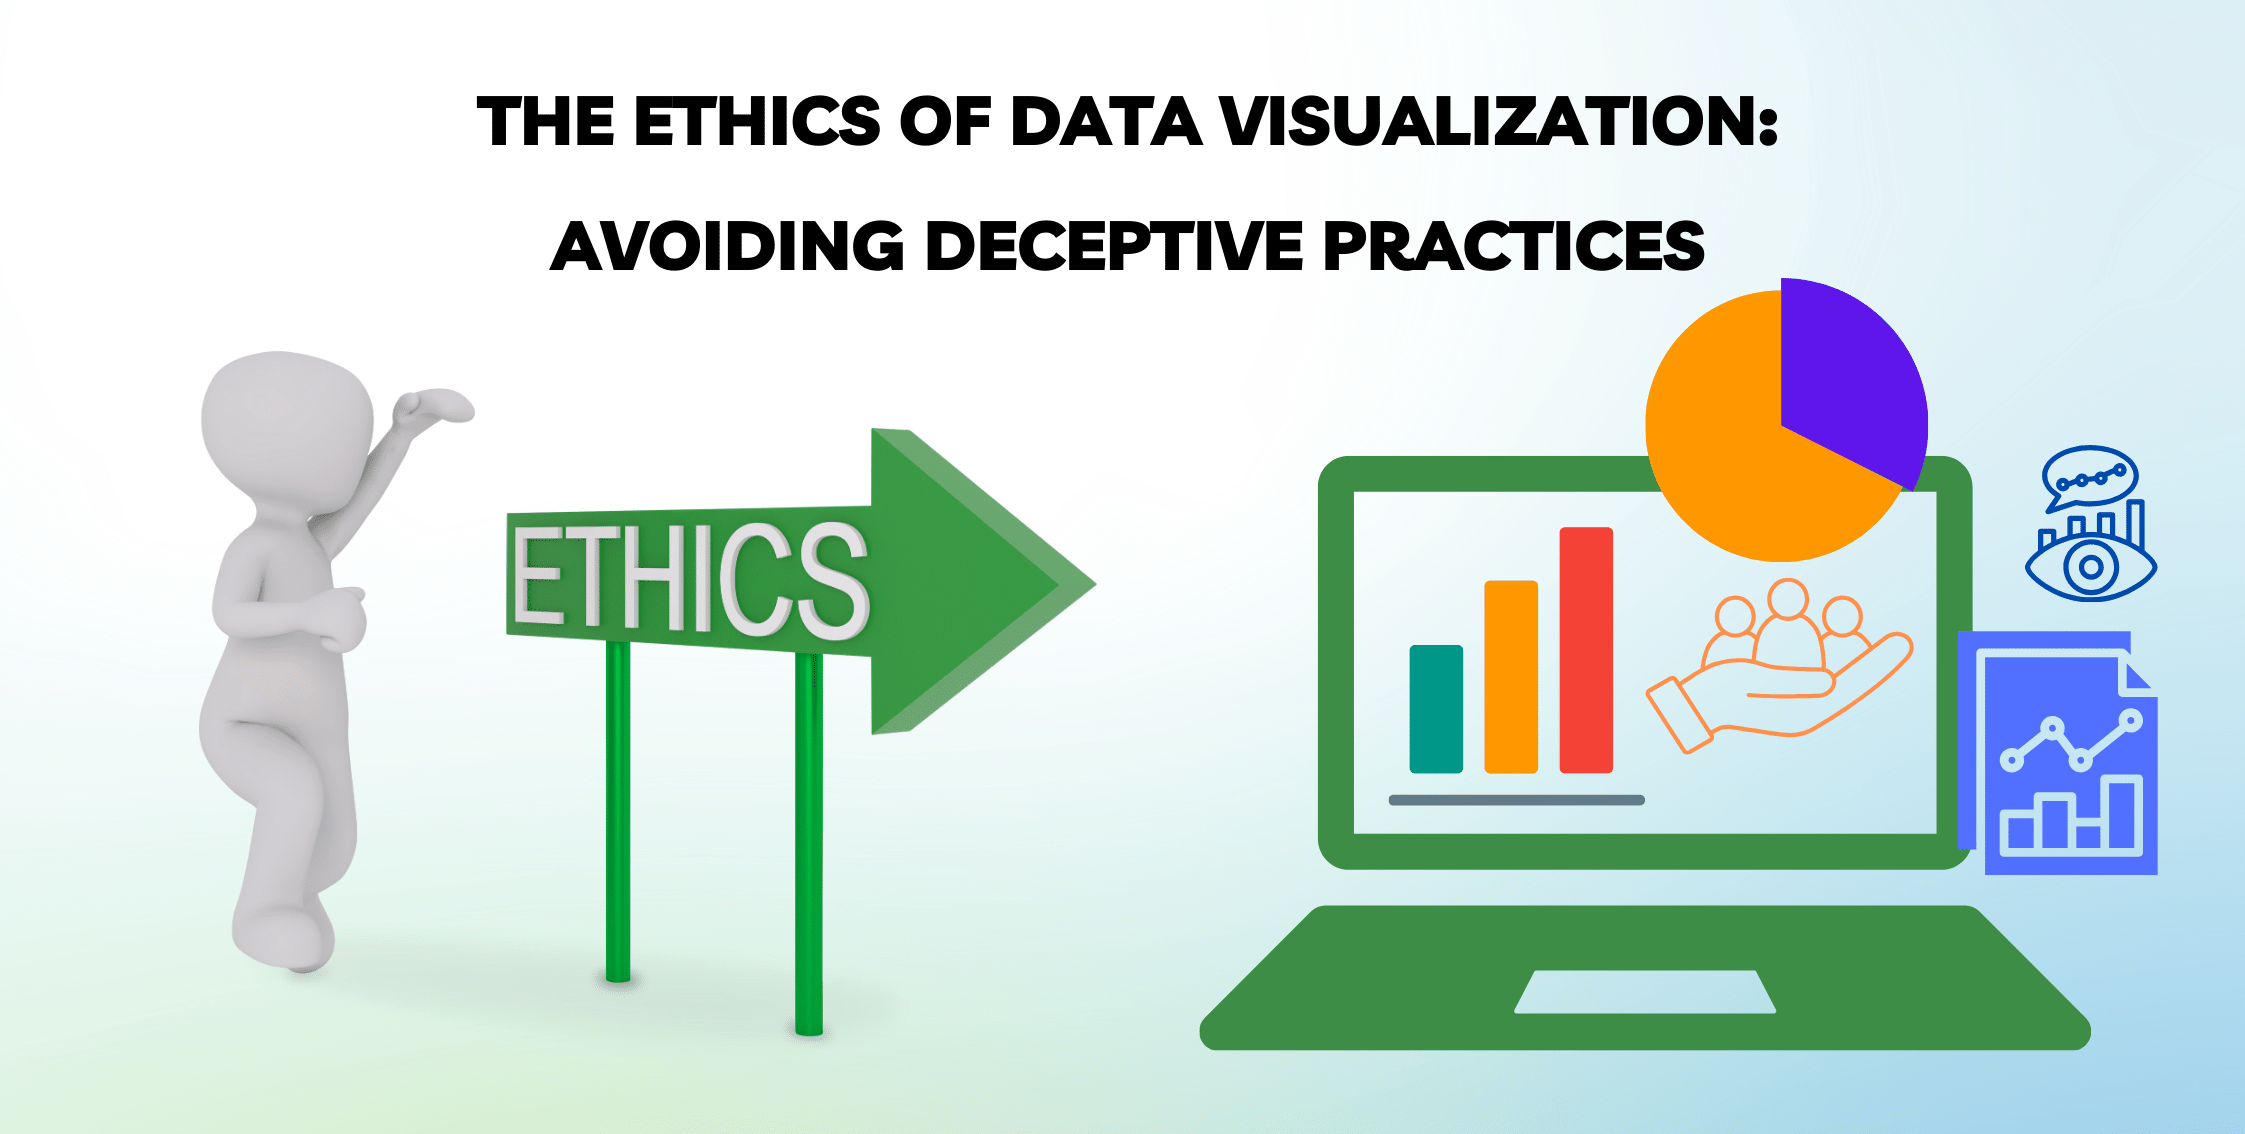 THE ETHICS OF DATA VISUALIZATION:
AVOIDING DECEPTIVE PRACTICES
ETHICS